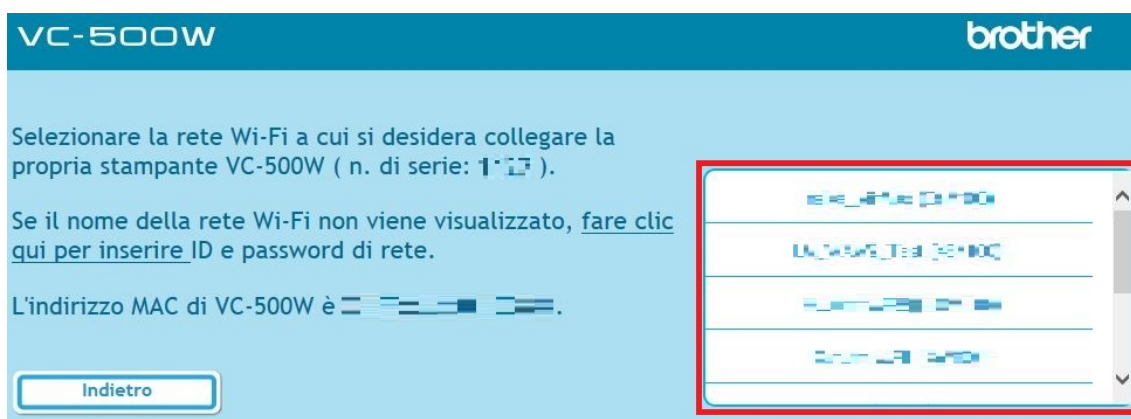 VC-500W
brother
Selezionare la rete Wi-Fi a cui si desidera collegare la
propria stampante VC-500W ( n. di serie: ).
Se il nome della rete Wi-Fi non viene visualizzato, fare clic
qui per inserire ID e password di rete.
L'indirizzo MAC di VC-500W è .
Indietro